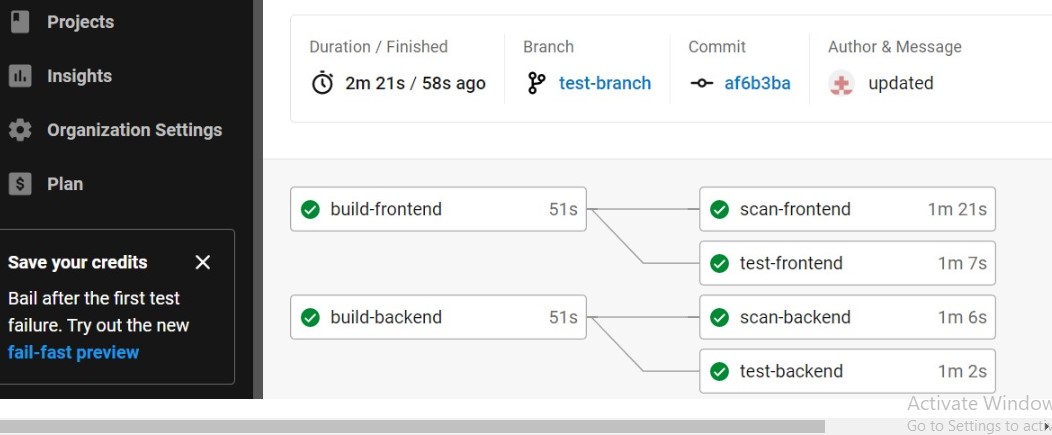 Projects
Insights
Organization Settings
Plan
Save your credits
Bail after the first test
failure. Try out the new
fail-fast preview
Duration / Finished
2m 21s / 58s ago
Branch
test-branch
Commit
af6b3ba
Author & Message
updated
build-frontend 51s
scan-frontend 1m 21s
test-frontend 1m 7s
build-backend 51s
scan-backend 1m 6s
test-backend 1m 2s
Activate Window
Go to Settings to acti